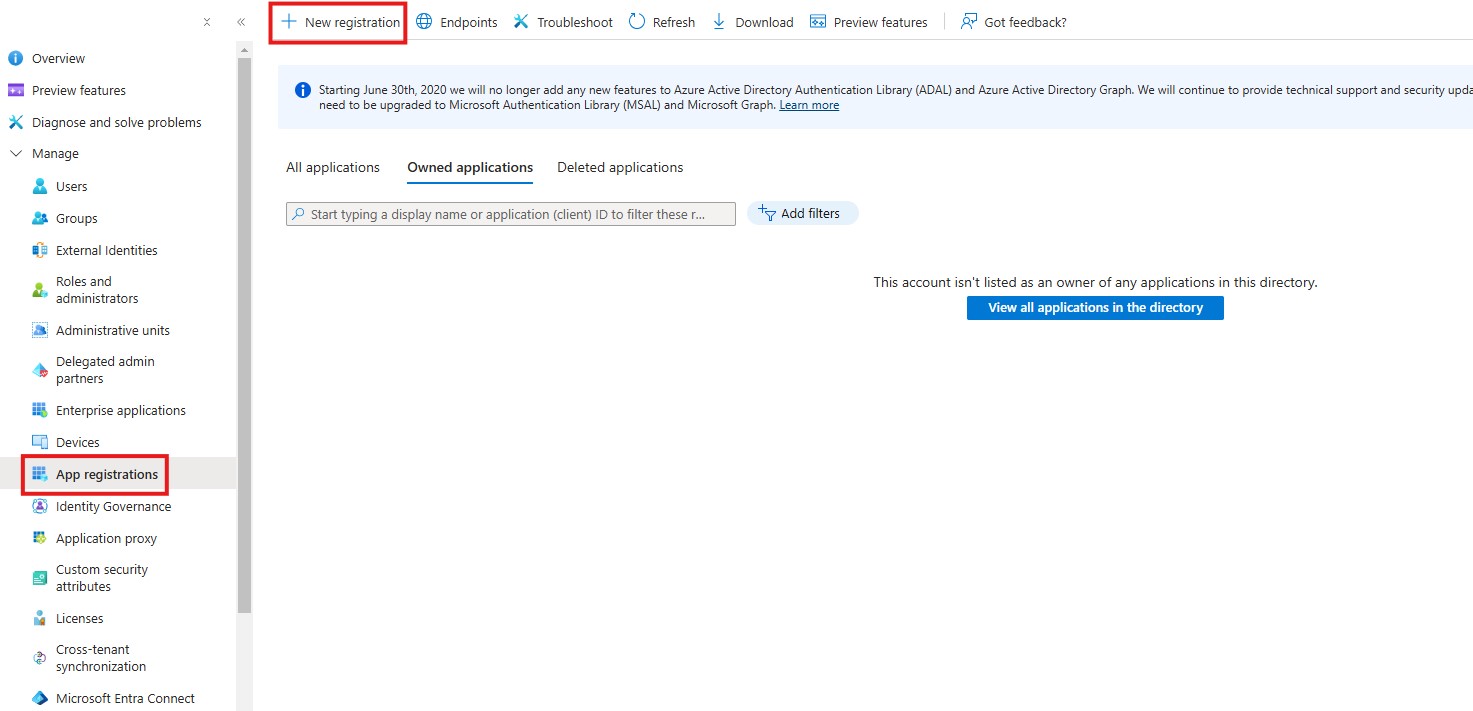 New registration
Endpoints
Troubleshoot
Refresh
Download
Preview features
Got feedback?
Overview
Preview features
Diagnose and solve problems
Manage
Users
Groups
External Identities
Roles and
administrators
Administrative units
Delegated admin
partners
Enterprise applications
Devices
App registrations
Identity Governance
Application proxy
Custom security
attributes
Licenses
Cross-tenant
synchronization
Microsoft Entra Connect
Starting June 30th, 2020 we will no longer add any new features to Azure Active Directory Authentication Library (ADAL) and Azure Active Directory Graph. We will continue to provide technical support and security upda
need to be upgraded to Microsoft Authentication Library (MSAL) and Microsoft Graph. Learn more
All applications
Owned applications
Deleted applications
Start typing a display name or application (client) ID to filter these r...
Add filters
This account isn't listed as an owner of any applications in this directory.
View all applications in the directory